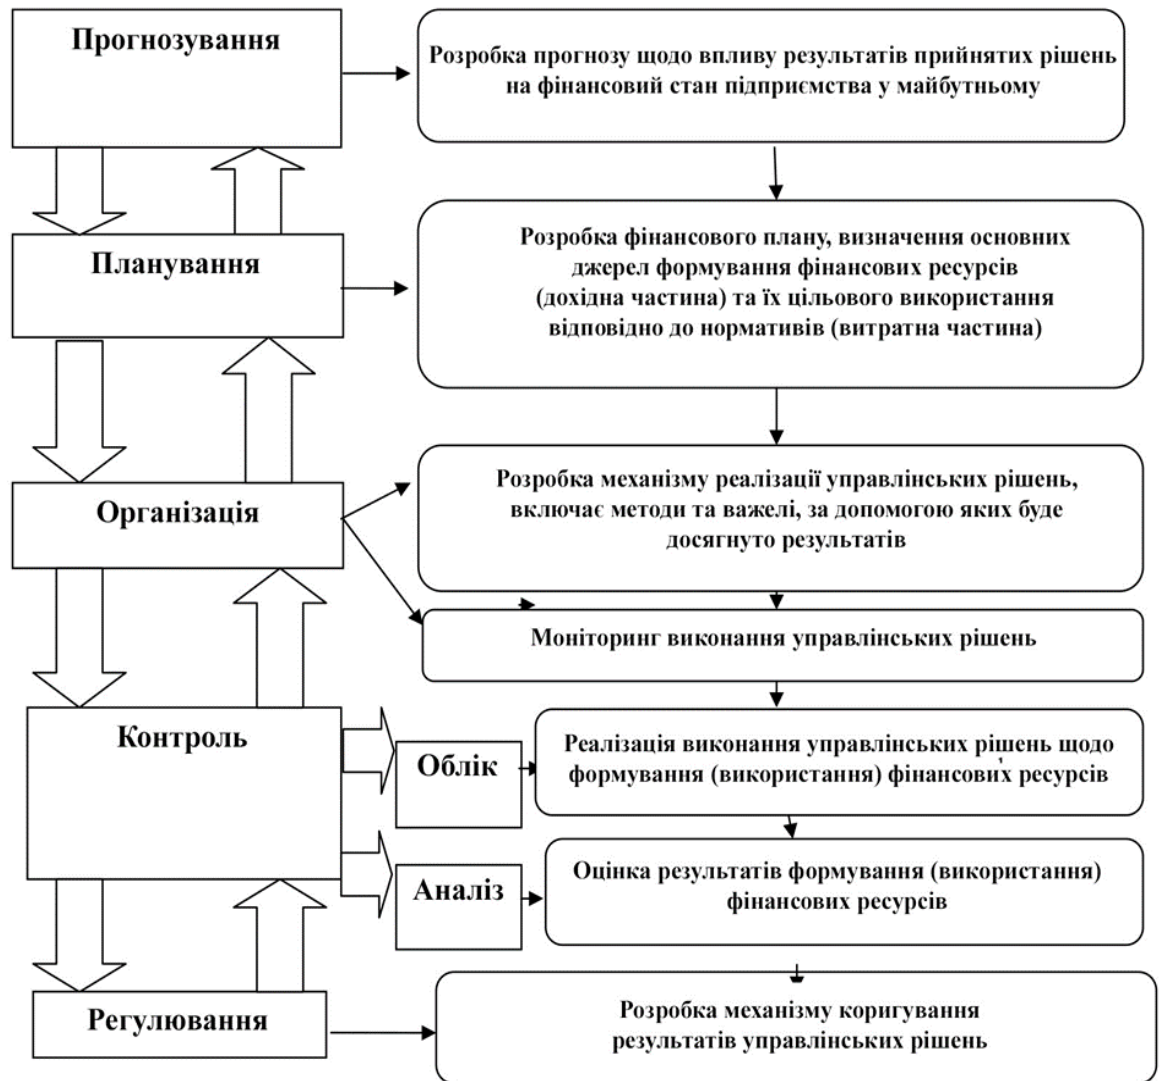 Прогнозування
Розробка прогнозу щодо впливу результатів прийнятих рішень
на фінансовий стан підприємства у майбутньому
Планування
Розробка фінансового плану, визначення основних
джерел формування фінансових ресурсів
(дохідна частина) та їх цільового використання
відповідно до нормативів (витратна частина)
Організація
Розробка механізму реалізації управлінських рішень,
включає методи та важелі, за допомогою яких буде
досягнуто результатів
Моніторинг виконання управлінських рішень
Контроль
Облік
Реалізація виконання управлінських рішень щодо
формування (використання) фінансових ресурсів
Аналіз
Оцінка результатів формування (використання)
фінансових ресурсів
Регулювання
Розробка механізму коригування
результатів управлінських рішень